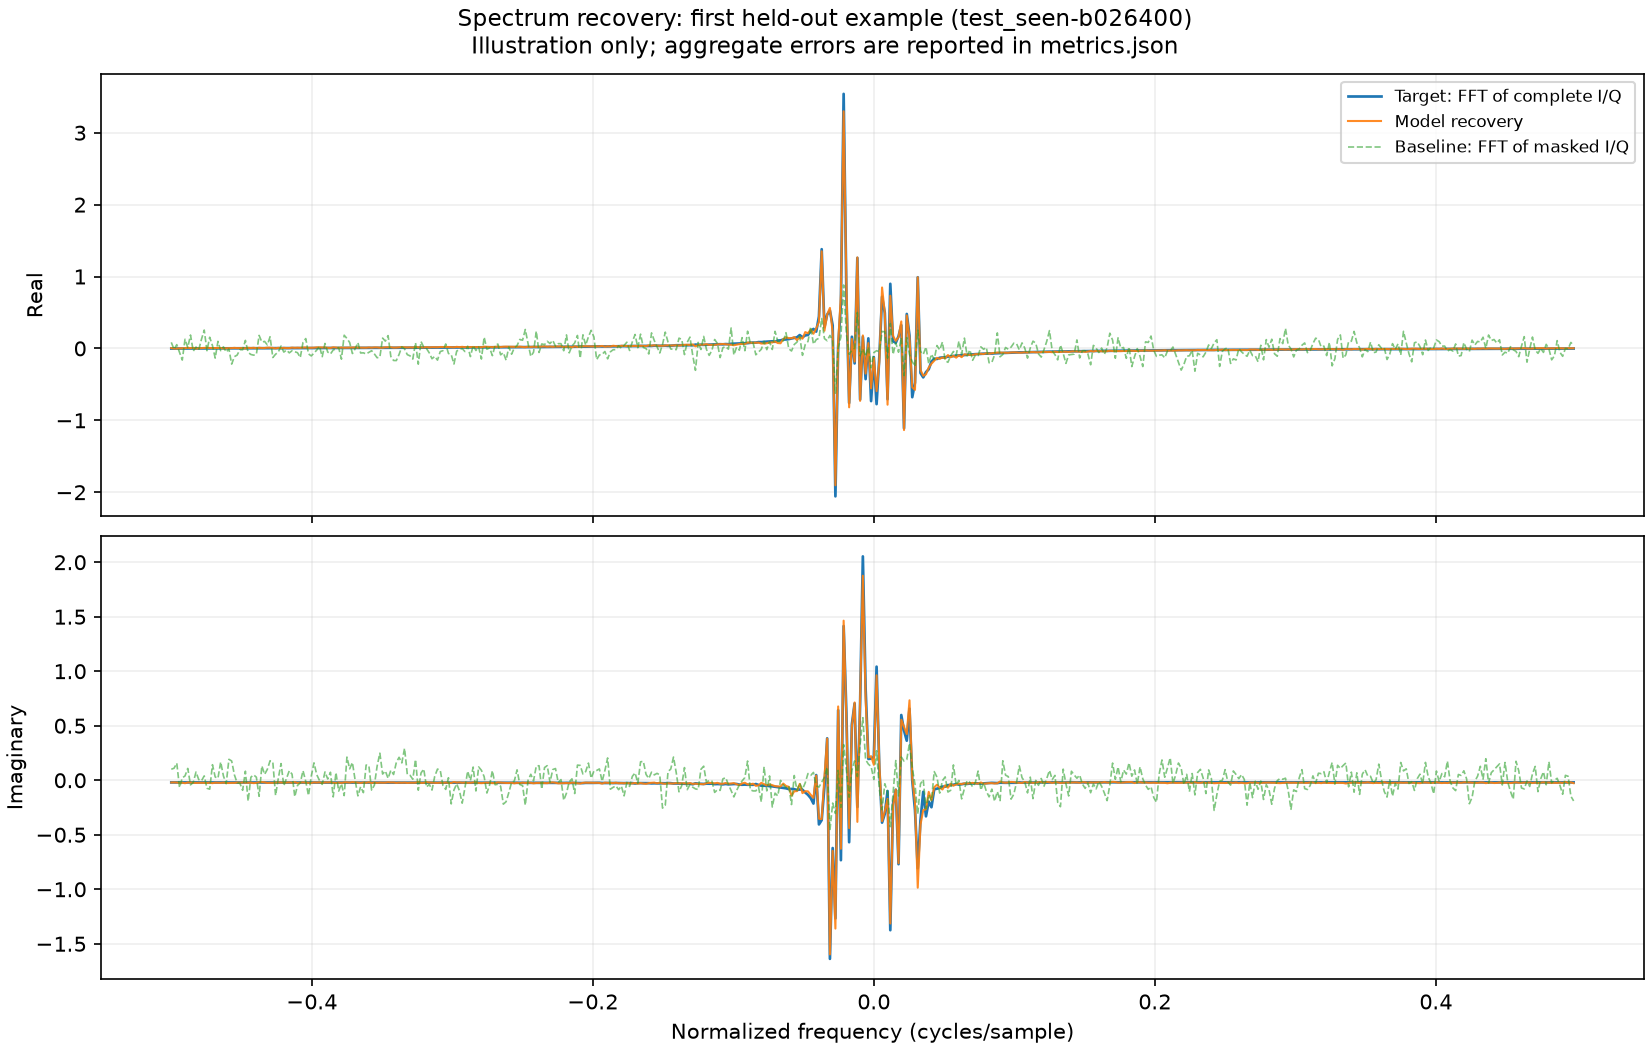 Spectrum recovery: first held-out example (test_seen-b026400)
Illustration only; aggregate errors are reported in metrics.json
Target: FFT of complete I/Q
Model recovery
Baseline: FFT of masked I/Q
Real
3
2
1
0
−1
−2
Imaginary
2.0
1.5
1.0
0.5
0.0
−0.5
−1.0
−1.5
−0.4
−0.2
0.0
0.2
0.4
Normalized frequency (cycles/sample)